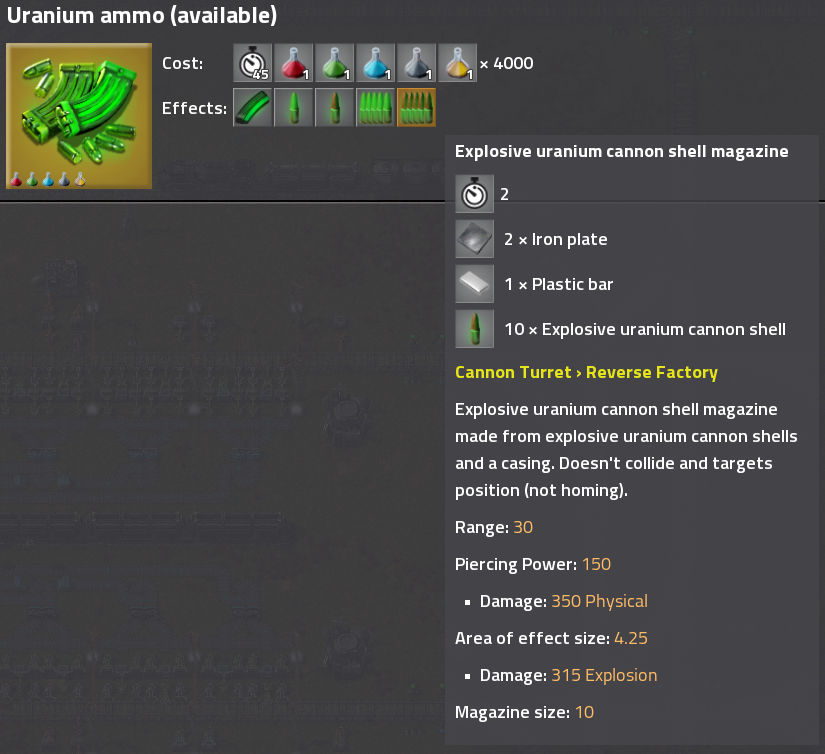 Uranium ammo (available)
Cost: 45 1 1 1 1 1 × 4000
Effects:
Explosive uranium cannon shell magazine
2
2 × Iron plate
1 × Plastic bar
10 × Explosive uranium cannon shell
Cannon Turret › Reverse Factory
Explosive uranium cannon shell magazine
made from explosive uranium cannon shells
and a casing. Doesn't collide and targets
position (not homing).
Range: 30
Piercing Power: 150
▪ Damage: 350 Physical
Area of effect size: 4.25
▪ Damage: 315 Explosion
Magazine size: 10